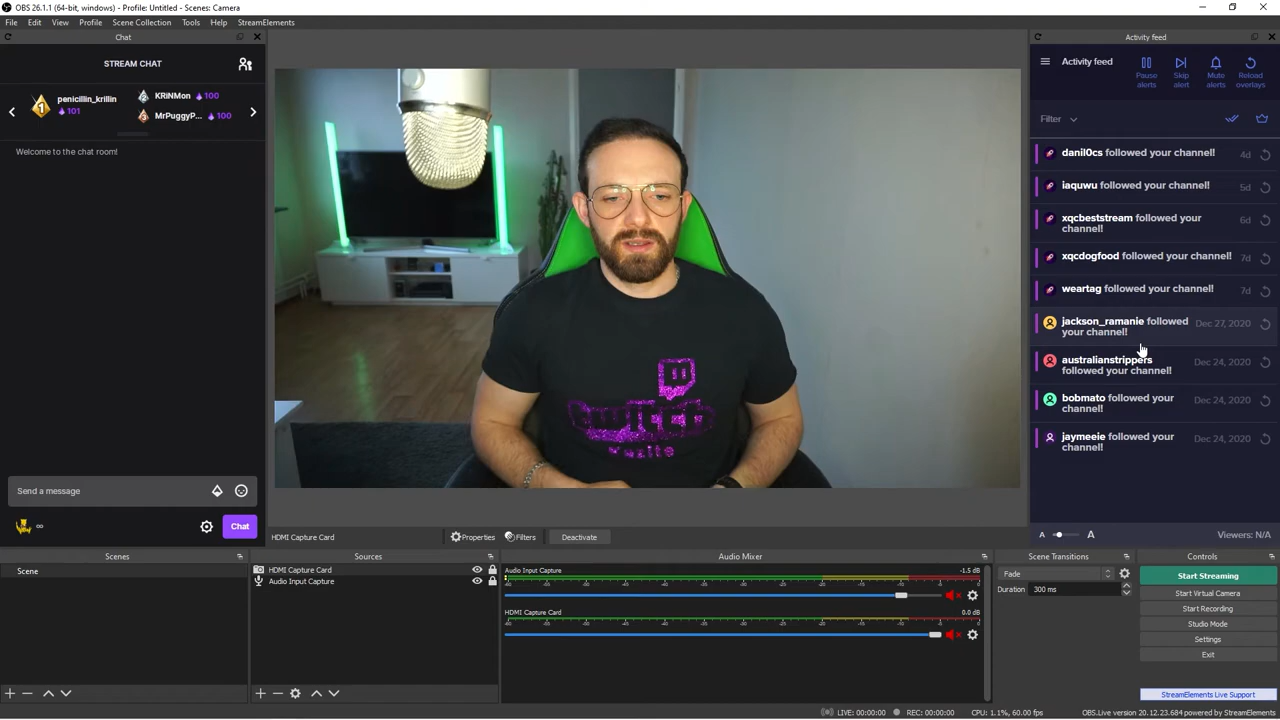 OBS 26.1.1 (64-bit, windows) - Profile: Untitled - Scenes: Camera
File Edit View Profile Scene Collection Tools Help StreamElements
Chat
STREAM CHAT
penicillin_krillin
101
KRiNMon 100
MrPuggyP... 100
Welcome to the chat room!
Send a message
∞
Chat
twitch
HDMI Capture Card
Properties
Filters
Deactivate
Activity feed
Activity feed
Pause alerts
Skip alert
Mute alerts
Reload overlays
Filter
danil0cs followed your channel! 4d
iaquwu followed your channel! 5d
xqcbeststream followed your channel! 6d
xqcdogfood followed your channel! 7d
weartag followed your channel! 7d
jackson_ramanie followed your channel! Dec 27, 2020
australianstrippers followed your channel! Dec 24, 2020
bobmato followed your channel! Dec 24, 2020
jaymeeie followed your channel! Dec 24, 2020
A A
Viewers: N/A
Scenes
Scene
Sources
HDMI Capture Card
Audio Input Capture
Audio Mixer
Audio Input Capture -1.5 dB
HDMI Capture Card 0.0 dB
Scene Transitions
Fade
Duration 300 ms
Controls
Start Streaming
Start Virtual Camera
Start Recording
Studio Mode
Settings
Exit
StreamElements Live Support
LIVE: 00:00:00
REC: 00:00:00
CPU: 1.1%, 60.00 fps
OBS.Live version 20.12.23.684 powered by StreamElements